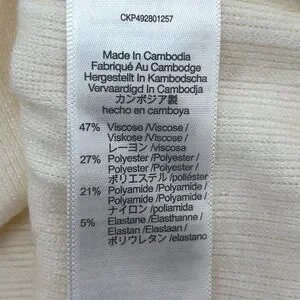 CKP492801257
Made In Cambodia
Fabriqué Au Cambodge
Hergestellt In Kambodscha
Vervaardigd In Cambodja
カンボジア製
hecho en camboya
47% Viscose /Viscose /
Viskose /Viscose /
レーヨン /viscosa
27% Polyester /Polyester /
Polyester /Polyester /
ポリエステル /poliéster
21% Polyamide /Polyamide /
Polyamid /Polyamide /
ナイロン /poliamida
5% Elastane /Elasthanne /
Elastan /Elastaan /
ポリウレタン /elastano